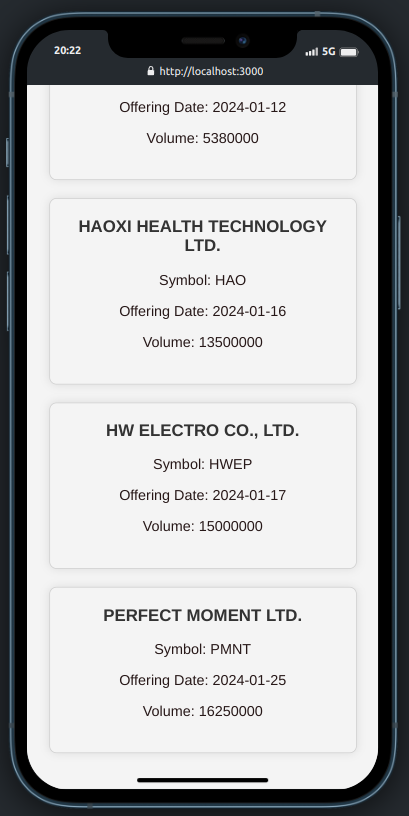 20:22
5G
http://localhost:3000
Offering Date: 2024-01-12
Volume: 5380000
HAOXI HEALTH TECHNOLOGY
LTD.
Symbol: HAO
Offering Date: 2024-01-16
Volume: 13500000
HW ELECTRO CO., LTD.
Symbol: HWEP
Offering Date: 2024-01-17
Volume: 15000000
PERFECT MOMENT LTD.
Symbol: PMNT
Offering Date: 2024-01-25
Volume: 16250000